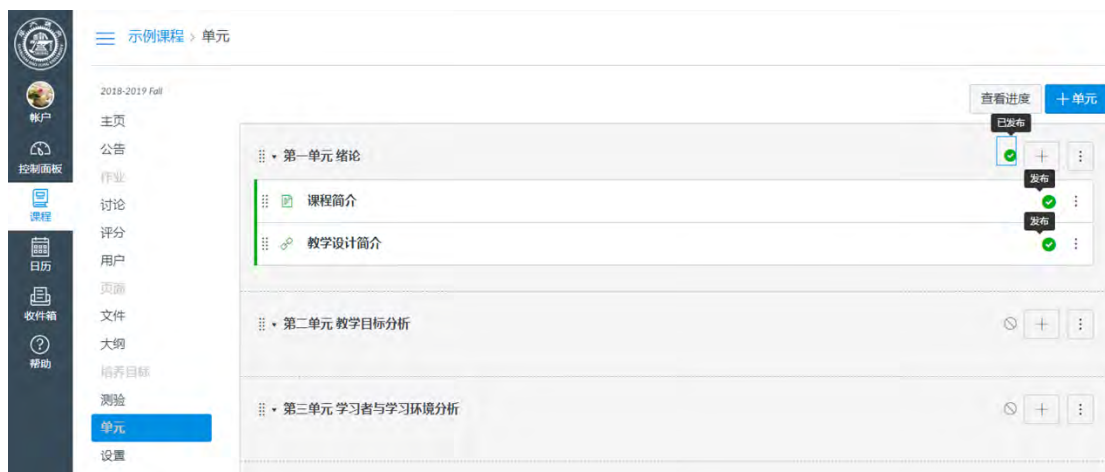 示例课程 › 单元
2018-2019 Fall
帐户
控制面板
课程
日历
收件箱
帮助
主页
公告
作业
讨论
评分
用户
页面
文件
大纲
培养目标
测验
单元
设置
查看进度
＋单元
已发布
第一单元 绪论
发布
课程简介
发布
教学设计简介
第二单元 教学目标分析
第三单元 学习者与学习环境分析